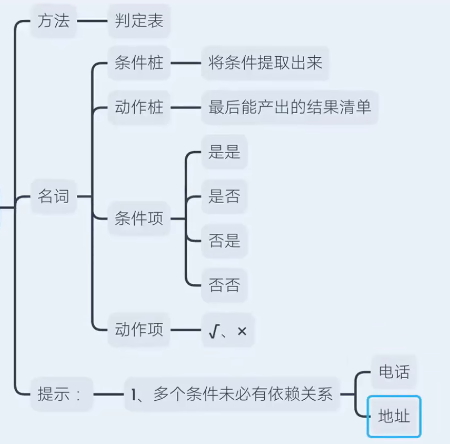 方法
判定表
名词
条件桩
将条件提取出来
动作桩
最后能产出的结果清单
条件项
是是
是否
否是
否否
动作项
√、×
提示：
1、多个条件未必有依赖关系
电话
地址